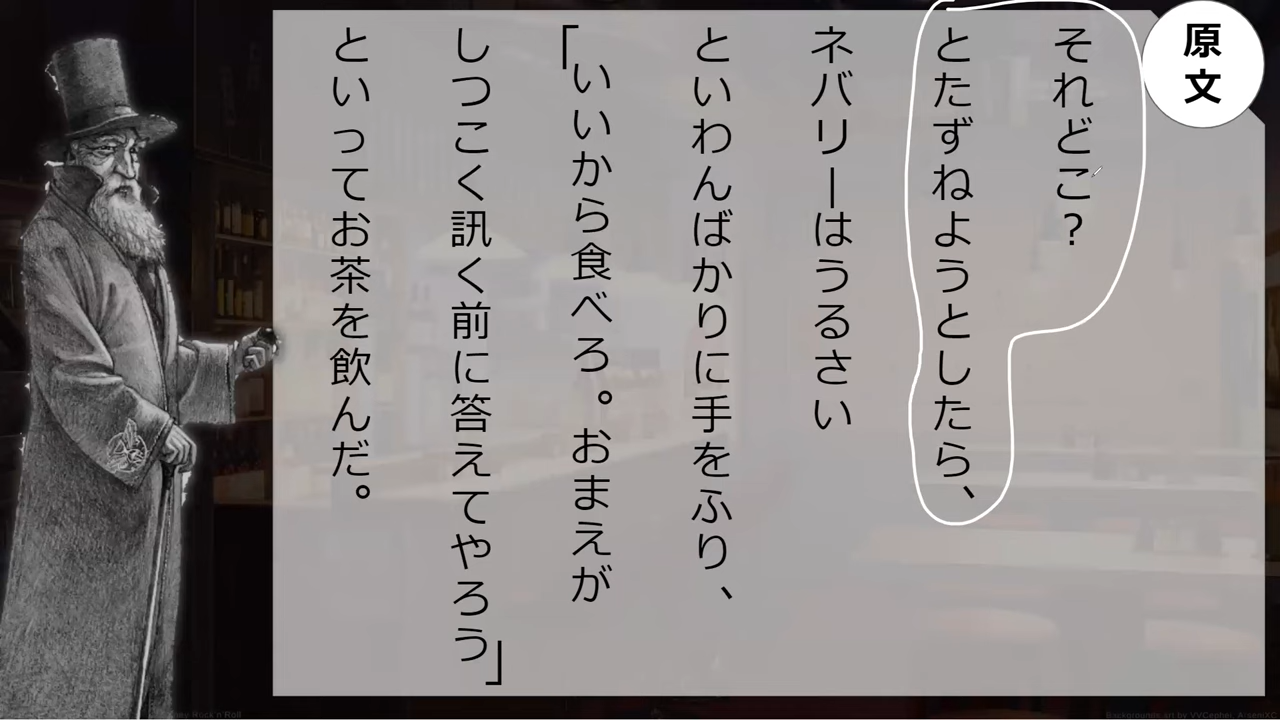 原文
それどこ？
とたずねようとしたら、
ネバリーはうるさい
といわんばかりに手をふり、
「いいから食べろ。おまえが
しつこく訊く前に答えてやろう」
といってお茶を飲んだ。